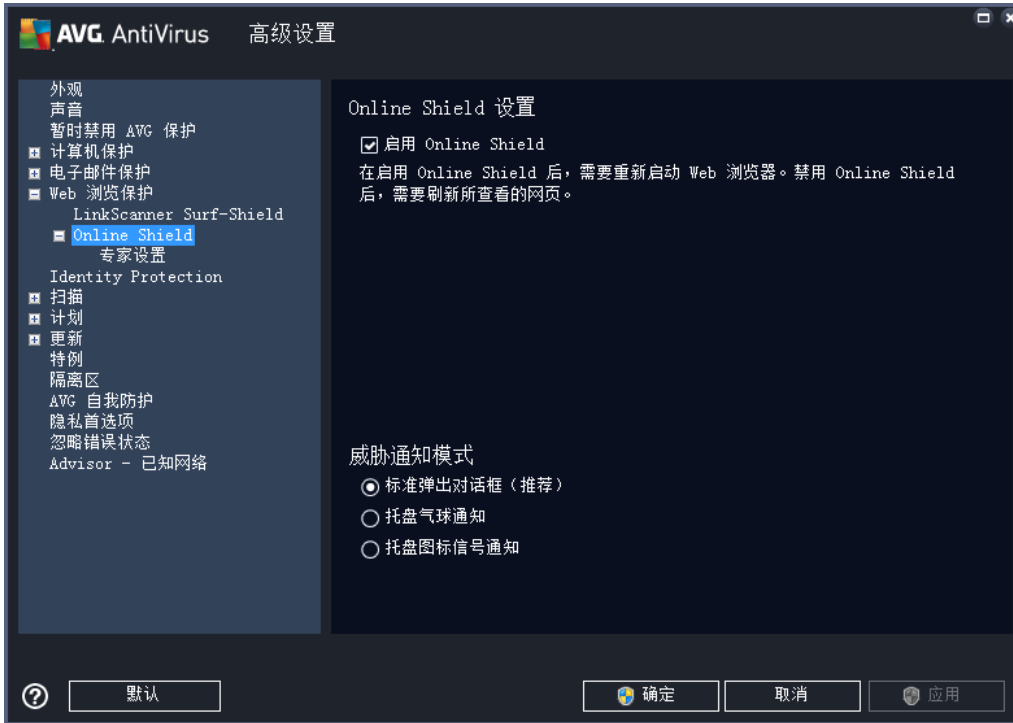 AVG AntiVirus 高级设置
外观
声音
暂时禁用 AVG 保护
计算机保护
电子邮件保护
Web 浏览保护
LinkScanner Surf-Shield
Online Shield
专家设置
Identity Protection
扫描
计划
更新
特例
隔离区
AVG 自我防护
隐私首选项
忽略错误状态
Advisor - 已知网络
Online Shield 设置
启用 Online Shield
在启用 Online Shield 后，需要重新启动 Web 浏览器。禁用 Online Shield
后，需要刷新所查看的网页。
威胁通知模式
标准弹出对话框（推荐）
托盘气球通知
托盘图标信号通知
默认
确定
取消
应用